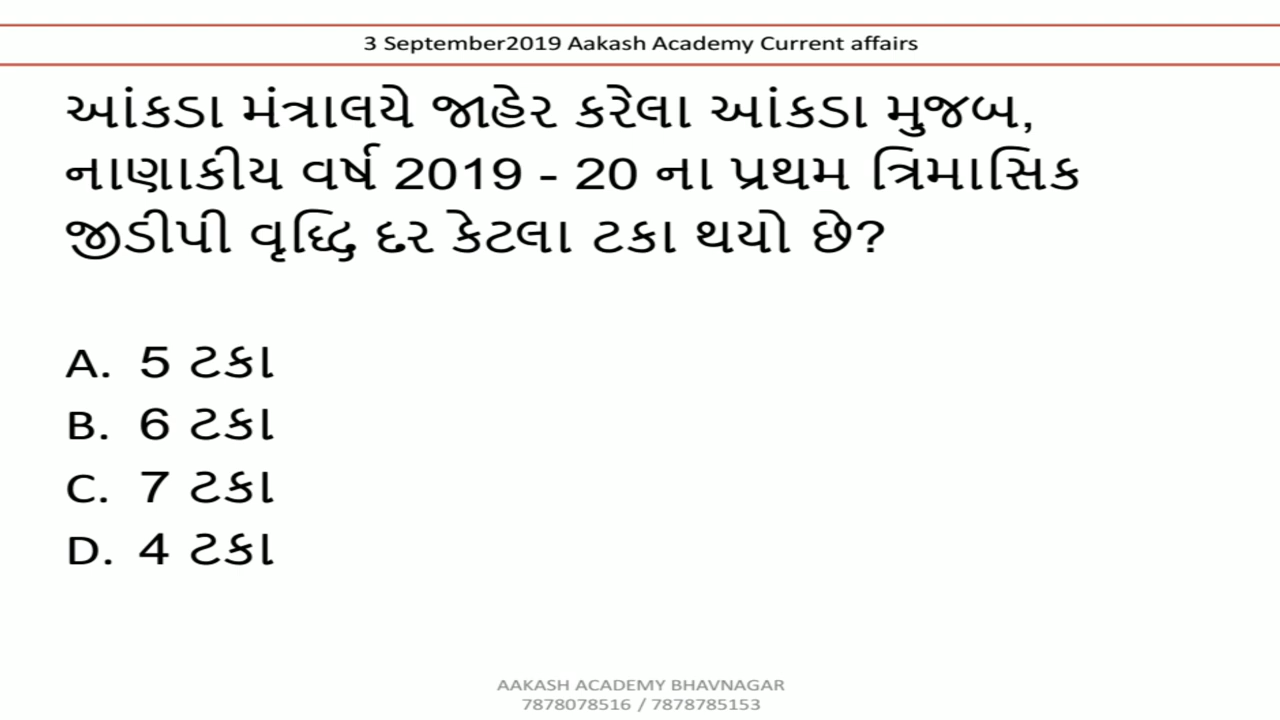 3 September2019 Aakash Academy Current affairs
આંકડા મંત્રાલયે જાહેર કરેલા આંકડા મુજબ,
નાણાકીય વર્ષ 2019 - 20 ના પ્રથમ ત્રિમાસિક
જીડીપી વૃદ્ધિ દર કેટલા ટકા થયો છે?
A. 5 ટકા
B. 6 ટકા
C. 7 ટકા
D. 4 ટકા
AAKASH ACADEMY BHAVNAGAR
7878078516 / 7878785153